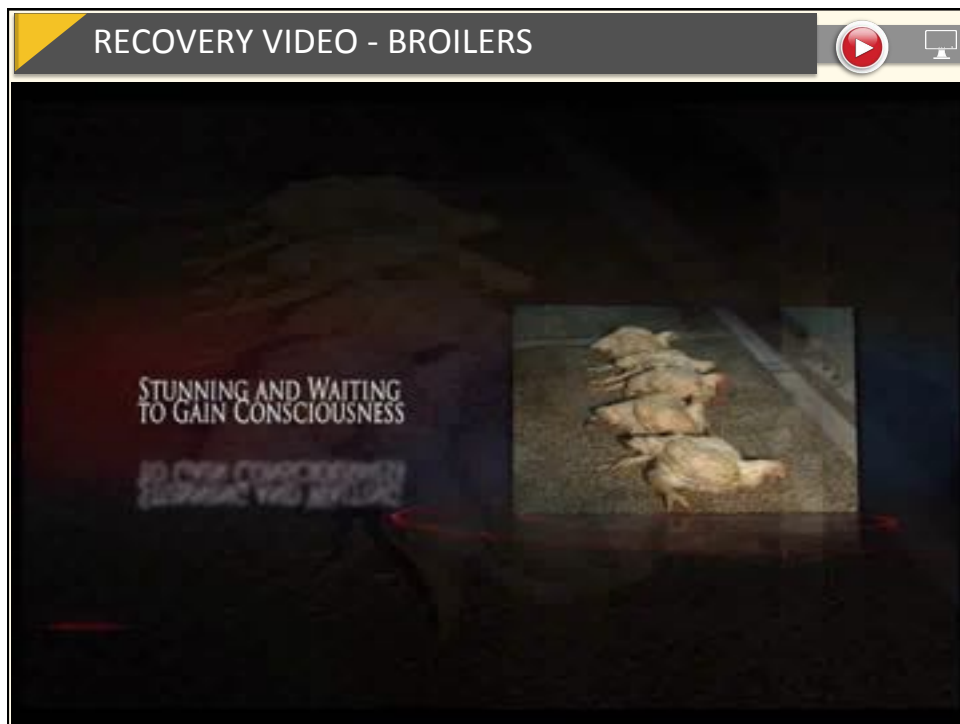 RECOVERY VIDEO - BROILERS
STUNNING AND WAITING
TO GAIN CONSCIOUSNESS